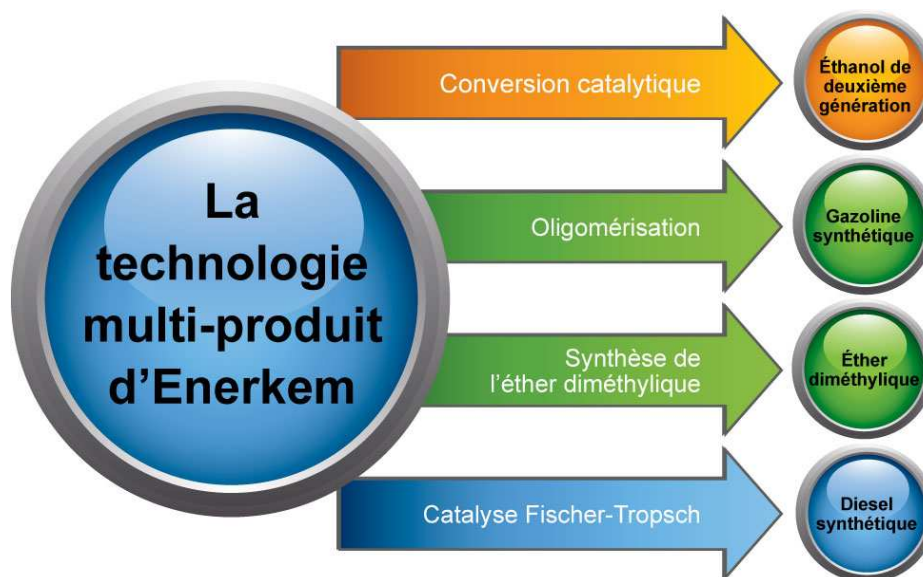 La
technologie
multi-produit
d’Enerkem
Conversion catalytique
Éthanol de
deuxième
génération
Oligomérisation
Gazoline
synthétique
Synthèse de
l’éther diméthylique
Éther
diméthylique
Catalyse Fischer-Tropsch
Diesel
synthétique